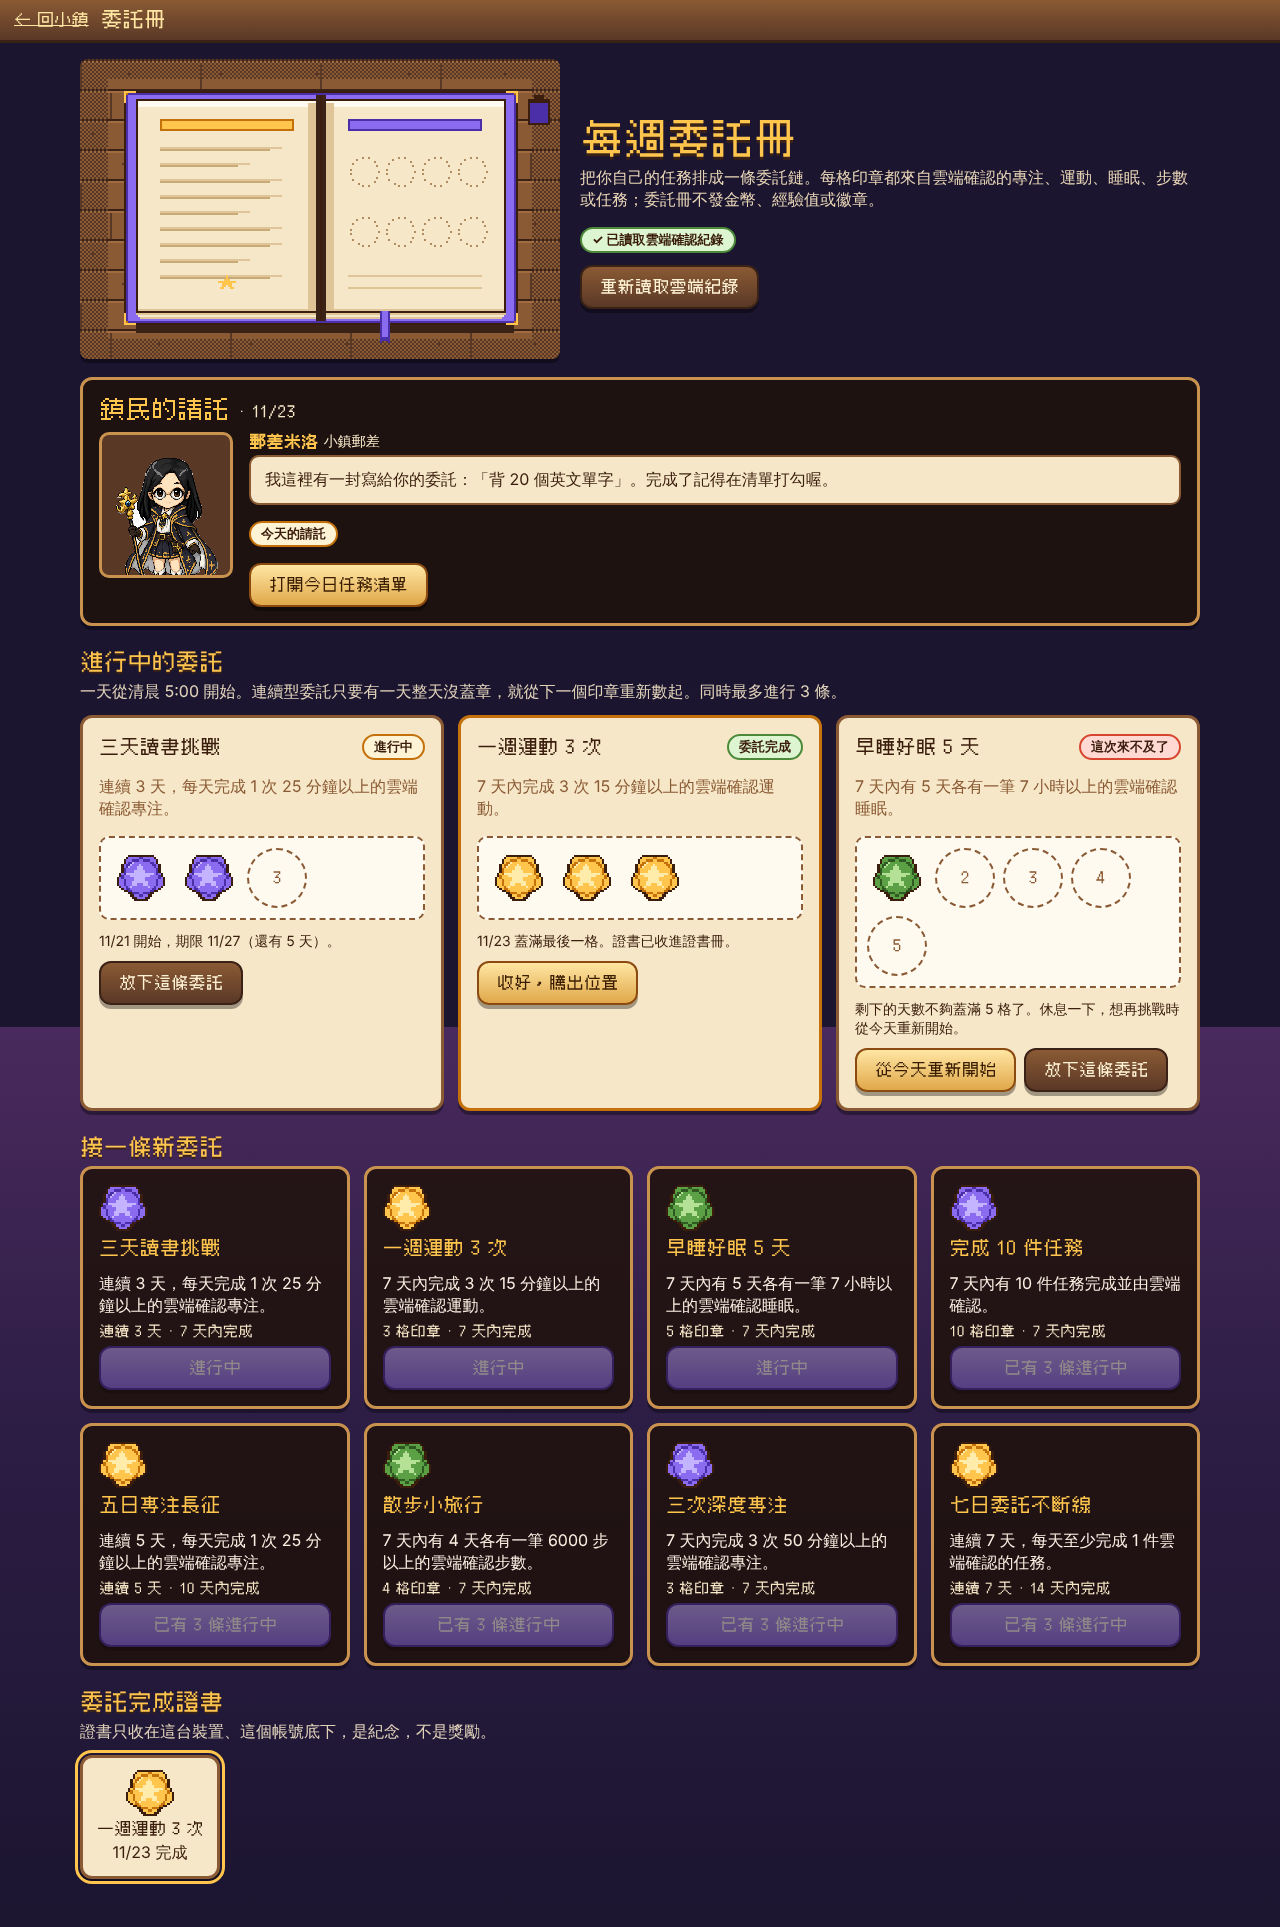 ← 回小鎮 委託冊
每週委託冊
把你自己的任務排成一條委託鏈。每格印章都來自雲端確認的專注、運動、睡眠、步數
或任務；委託冊不發金幣、經驗值或徽章。
✓ 已讀取雲端確認紀錄
重新讀取雲端紀錄
鎮民的請託 · 11/23
郵差米洛 小鎮郵差
我這裡有一封寫給你的委託：「背 20 個英文單字」。完成了記得在清單打勾喔。
今天的請託
打開今日任務清單
進行中的委託
一天從清晨 5:00 開始。連續型委託只要有一天整天沒蓋章，就從下一個印章重新數起。同時最多進行 3 條。
三天讀書挑戰 進行中
連續 3 天，每天完成 1 次 25 分鐘以上的雲端
確認專注。
3
11/21 開始，期限 11/27（還有 5 天）。
放下這條委託
一週運動 3 次 委託完成
7 天內完成 3 次 15 分鐘以上的雲端確認運
動。
11/23 蓋滿最後一格。證書已收進證書冊。
收好，騰出位置
早睡好眠 5 天 這次來不及了
7 天內有 5 天各有一筆 7 小時以上的雲端確認
睡眠。
2 3 4
5
剩下的天數不夠蓋滿 5 格了。休息一下，想再挑戰時
從今天重新開始。
從今天重新開始 放下這條委託
接一條新委託
三天讀書挑戰
連續 3 天，每天完成 1 次 25 分
鐘以上的雲端確認專注。
連續 3 天 · 7 天內完成
進行中
一週運動 3 次
7 天內完成 3 次 15 分鐘以上的
雲端確認運動。
3 格印章 · 7 天內完成
進行中
早睡好眠 5 天
7 天內有 5 天各有一筆 7 小時以
上的雲端確認睡眠。
5 格印章 · 7 天內完成
進行中
完成 10 件任務
7 天內有 10 件任務完成並由雲端
確認。
10 格印章 · 7 天內完成
已有 3 條進行中
五日專注長征
連續 5 天，每天完成 1 次 25 分
鐘以上的雲端確認專注。
連續 5 天 · 10 天內完成
已有 3 條進行中
散步小旅行
7 天內有 4 天各有一筆 6000 步
以上的雲端確認步數。
4 格印章 · 7 天內完成
已有 3 條進行中
三次深度專注
7 天內完成 3 次 50 分鐘以上的
雲端確認專注。
3 格印章 · 7 天內完成
已有 3 條進行中
七日委託不斷線
連續 7 天，每天至少完成 1 件雲
端確認的任務。
連續 7 天 · 14 天內完成
已有 3 條進行中
委託完成證書
證書只收在這台裝置、這個帳號底下，是紀念，不是獎勵。
一週運動 3 次
11/23 完成